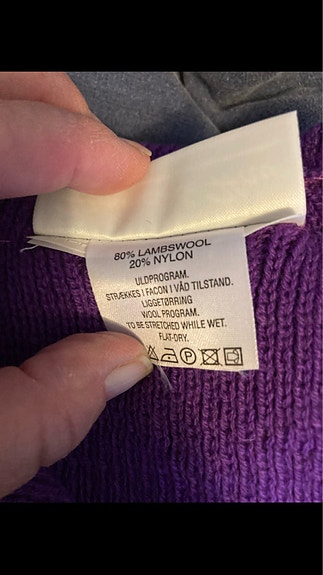 80% LAMBSWOOL
20% NYLON
ULDPROGRAM.
STRÆKKES I FACON I VÅD TILSTAND.
LIGGETØRRING
WOOL PROGRAM.
TO BE STRETCHED WHILE WET.
FLAT-DRY.
P